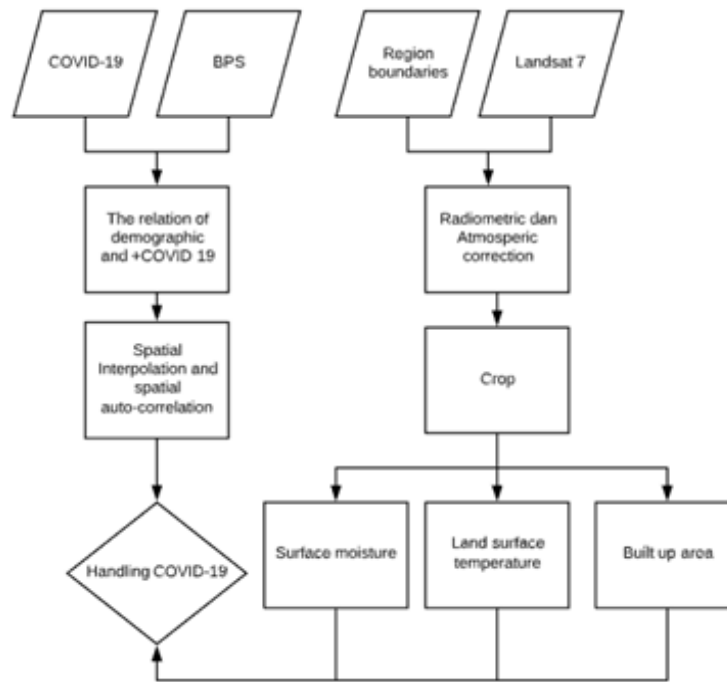 COVID-19
BPS
Region
boundaries
Landsat 7
The relation of
demographic
and +COVID 19
Radiometric dan
Atmosperic
correction
Spatial
Interpolation and
spatial
auto-correlation
Crop
Handling COVID-19
Surface moisture
Land surface
temperature
Built up area